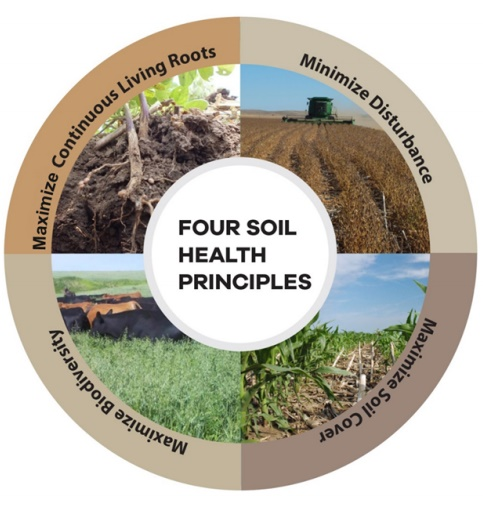 Maximize Continuous Living Roots
Minimize Disturbance
FOUR SOIL
HEALTH
PRINCIPLES
Maximize Biodiversity
Maximize Soil Cover